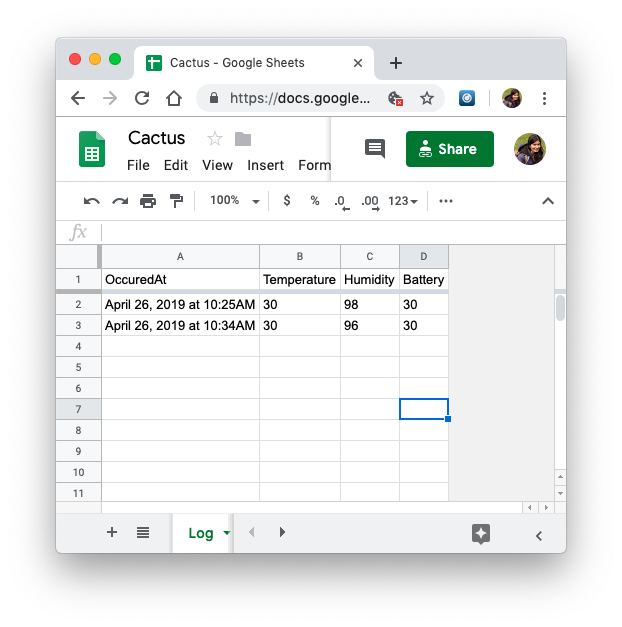 Cactus - Google Sheets
https://docs.google...
Cactus
File Edit View Insert Form
Share
100% $ % .0 .00 123
fx
A B C D
1 OccuredAt Temperature Humidity Battery
2 April 26, 2019 at 10:25AM 30 98 30
3 April 26, 2019 at 10:34AM 30 96 30
4
5
6
7
8
9
10
11
Log